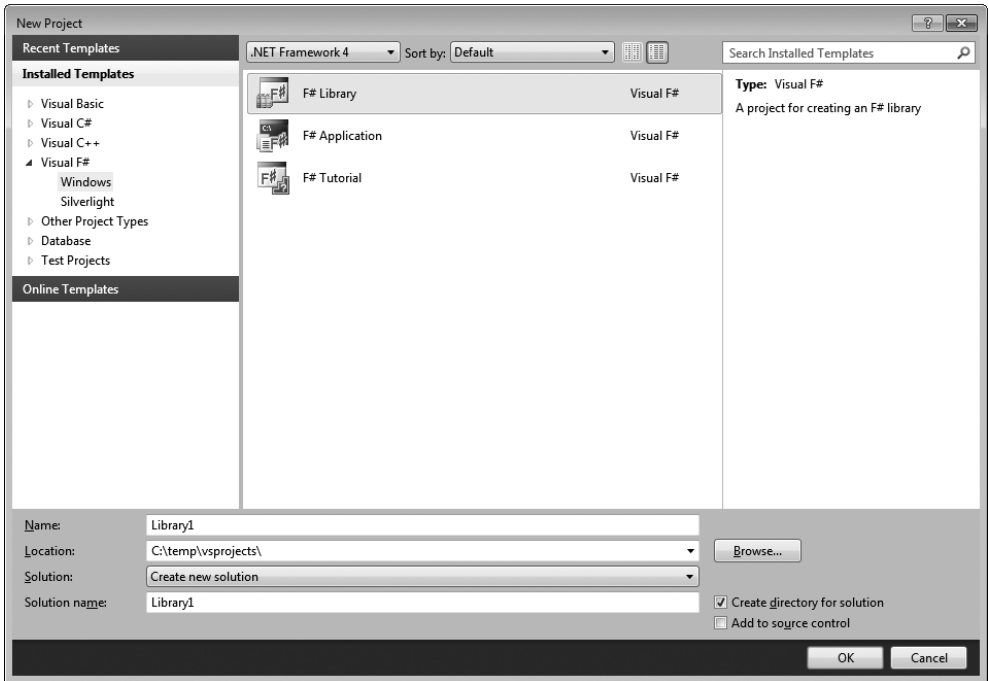 New Project
Recent Templates
Installed Templates
Visual Basic
Visual C#
Visual C++
Visual F#
Windows
Silverlight
Other Project Types
Database
Test Projects
Online Templates
.NET Framework 4 Sort by: Default
F# Library Visual F#
F# Application Visual F#
F# Tutorial Visual F#
Search Installed Templates
Type: Visual F#
A project for creating an F# library
Name: Library1
Location: C:\temp\vsprojects\ Browse...
Solution: Create new solution
Solution name: Library1
Create directory for solution
Add to source control
OK Cancel